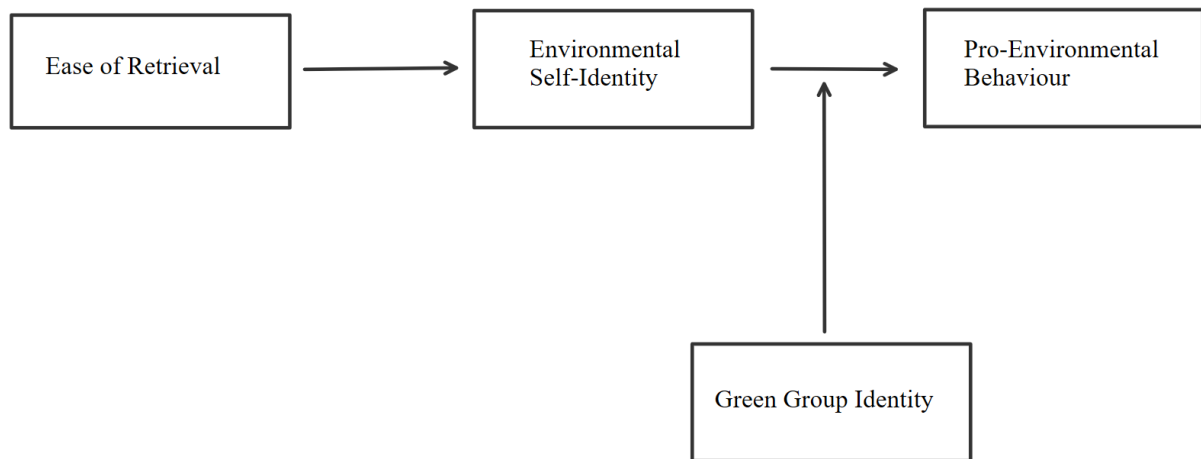 Ease of Retrieval
Environmental
Self-Identity
Pro-Environmental
Behaviour
Green Group Identity